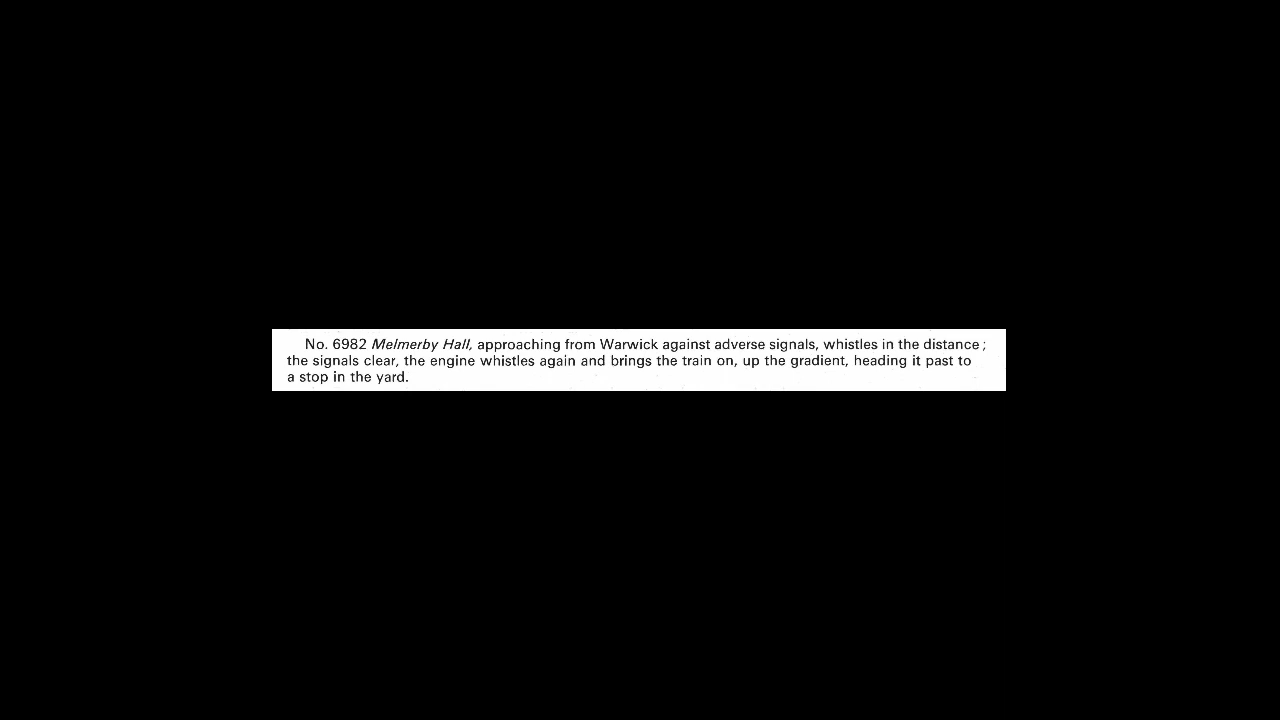 No. 6982 Melmerby Hall, approaching from Warwick against adverse signals, whistles in the distance ;
the signals clear, the engine whistles again and brings the train on, up the gradient, heading it past to
a stop in the yard.